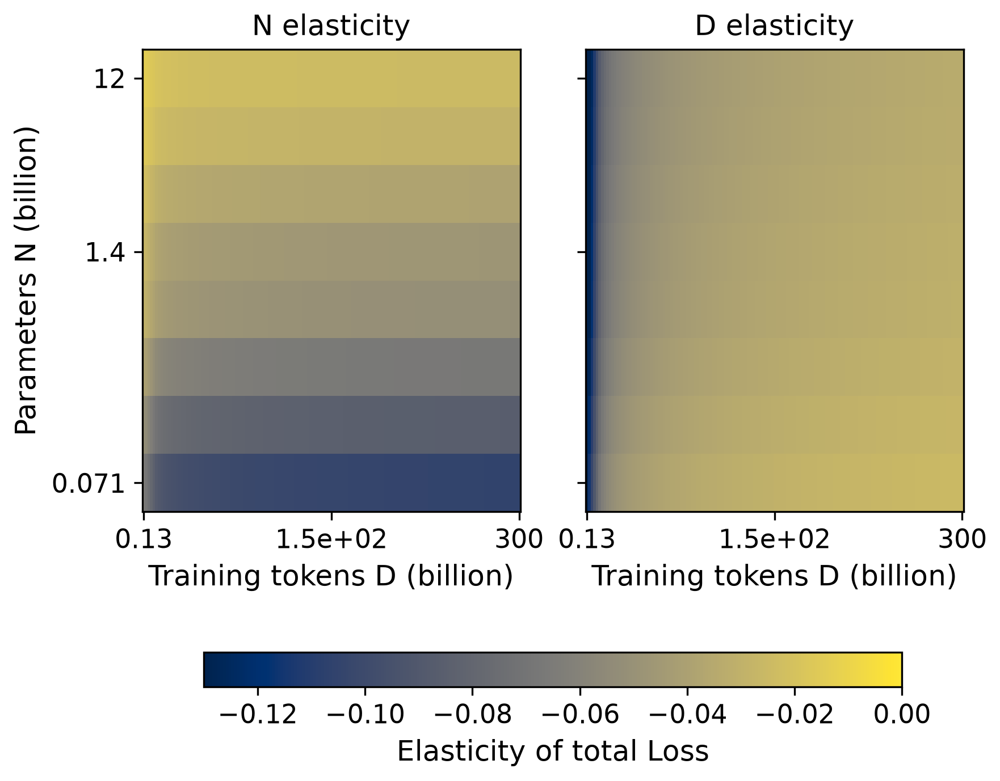 N elasticity
D elasticity
Parameters N (billion)
12
1.4
0.071
0.13 1.5e+02 300
0.13 1.5e+02 300
Training tokens D (billion)
Training tokens D (billion)
−0.12 −0.10 −0.08 −0.06 −0.04 −0.02 0.00
Elasticity of total Loss